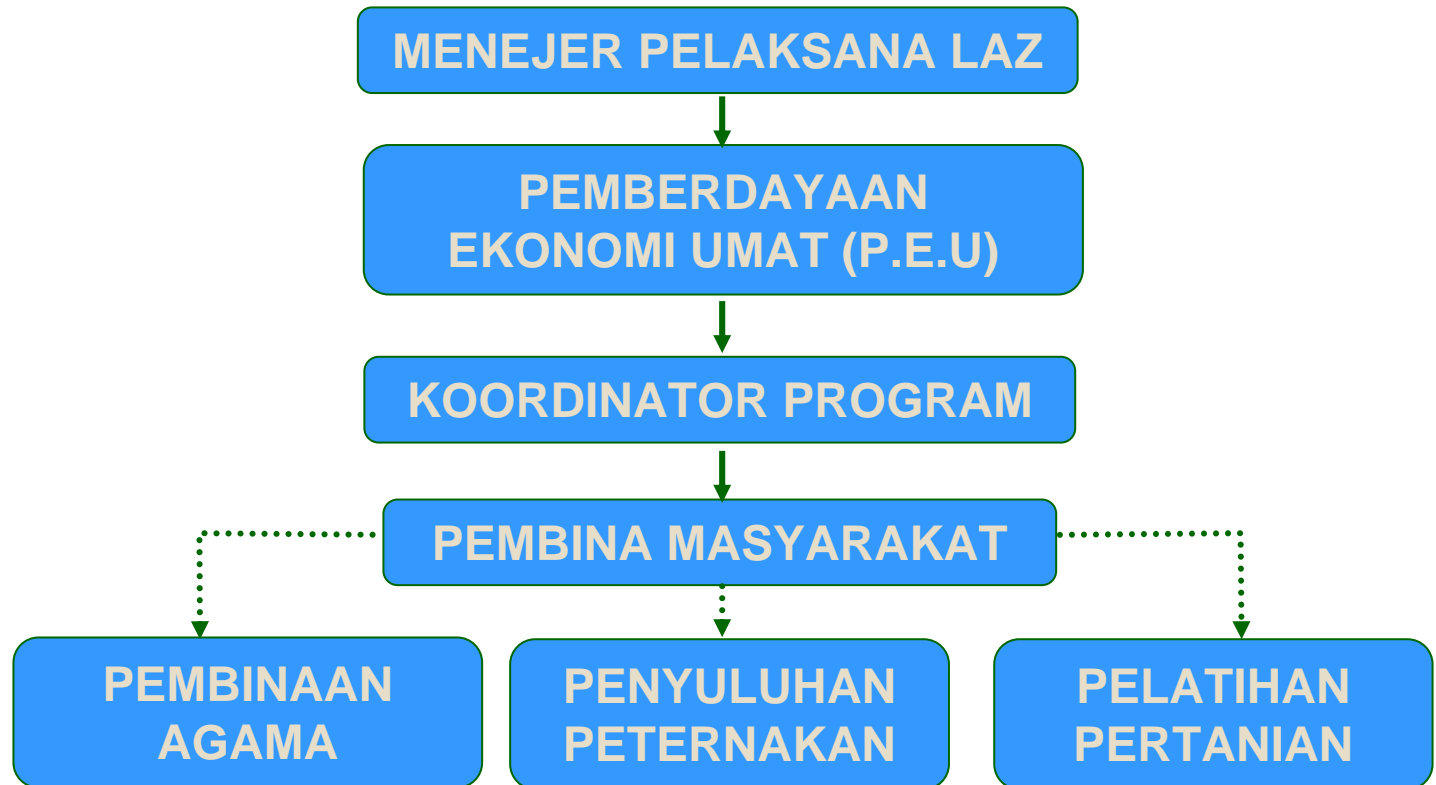 MENEJER PELAKSANA LAZ
PEMBERDAYAAN
EKONOMI UMAT (P.E.U)
KOORDINATOR PROGRAM
PEMBINA MASYARAKAT
PEMBINAAN
AGAMA
PENYULUHAN
PETERNAKAN
PELATIHAN
PERTANIAN